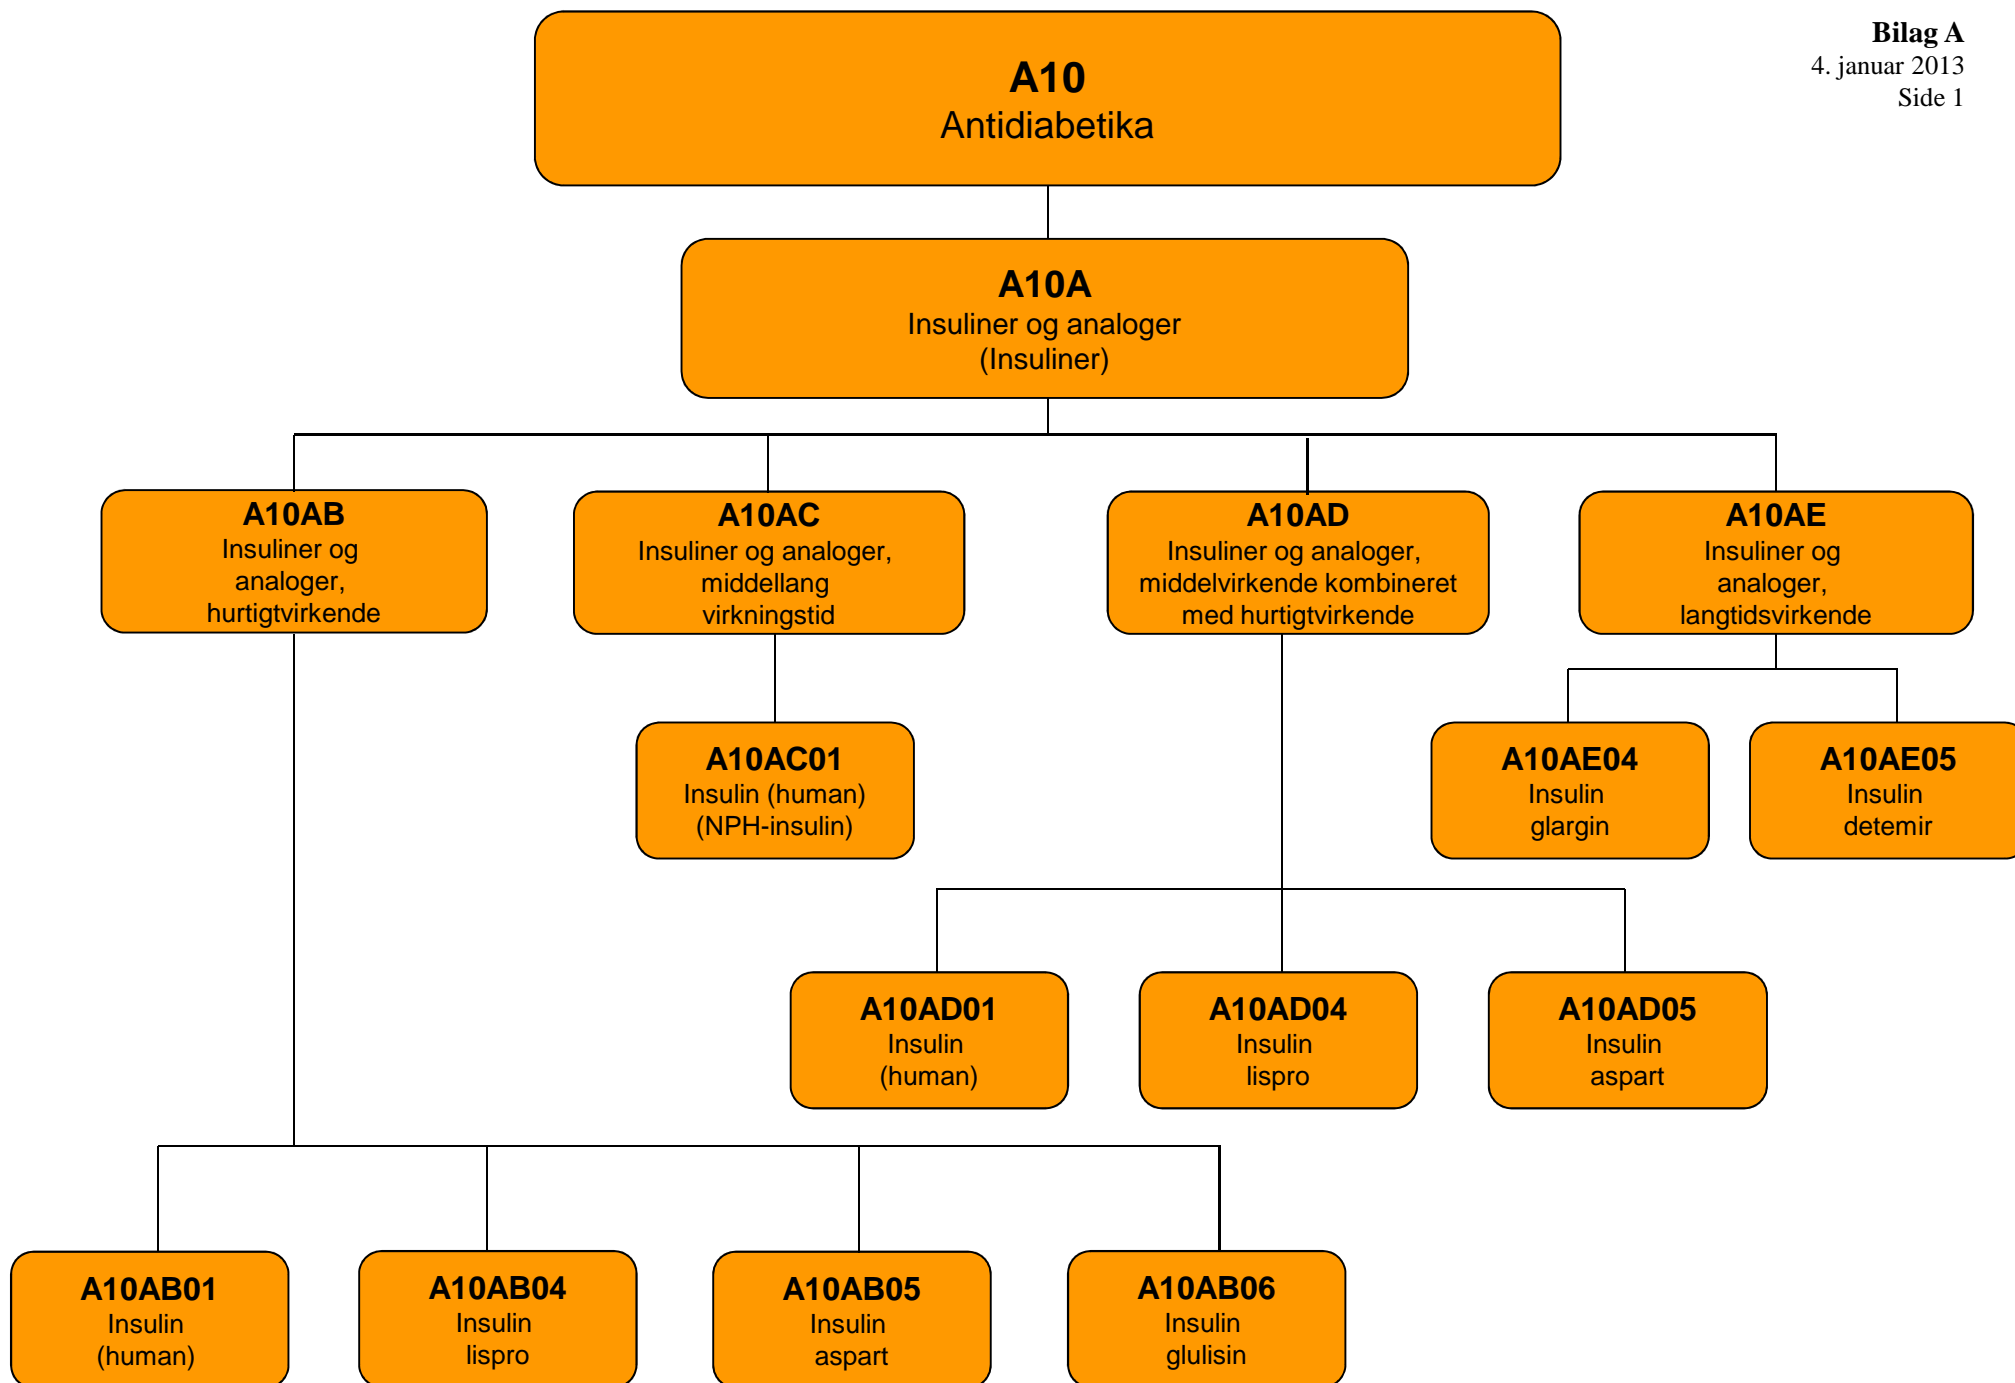 Bilag A
4. januar 2013
Side 1
A10
Antidiabetika
A10A
Insuliner og analoger
(Insuliner)
A10AB
Insuliner og
analoger,
hurtigtvirkende
A10AC
Insuliner og analoger,
middellang
virkningstid
A10AD
Insuliner og analoger,
middelvirkende kombineret
med hurtigtvirkende
A10AE
Insuliner og
analoger,
langtidsvirkende
A10AC01
Insulin (human)
(NPH-insulin)
A10AE04
Insulin
glargin
A10AE05
Insulin
detemir
A10AD01
Insulin
(human)
A10AD04
Insulin
lispro
A10AD05
Insulin
aspart
A10AB01
Insulin
(human)
A10AB04
Insulin
lispro
A10AB05
Insulin
aspart
A10AB06
Insulin
glulisin